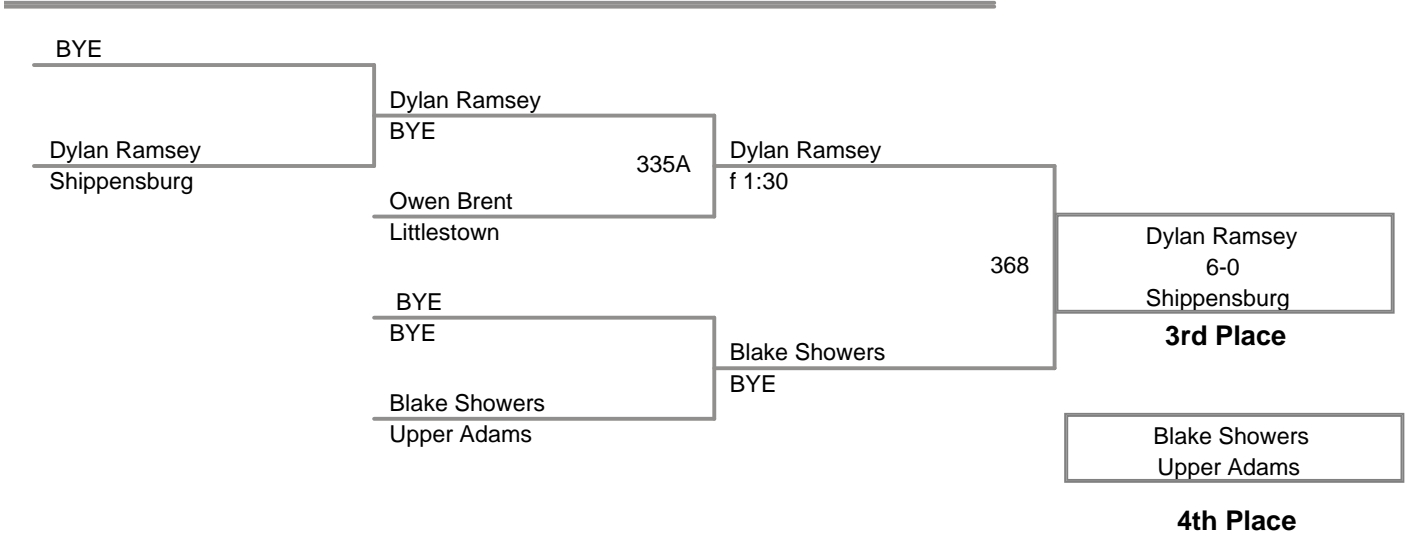 BYE
Dylan Ramsey
Shippensburg
Dylan Ramsey
BYE
335A
Owen Brent
Littlestown
BYE
BYE
Blake Showers
Upper Adams
Dylan Ramsey
f 1:30
368
Blake Showers
BYE
Dylan Ramsey
6-0
Shippensburg
3rd Place
Blake Showers
Upper Adams
4th Place